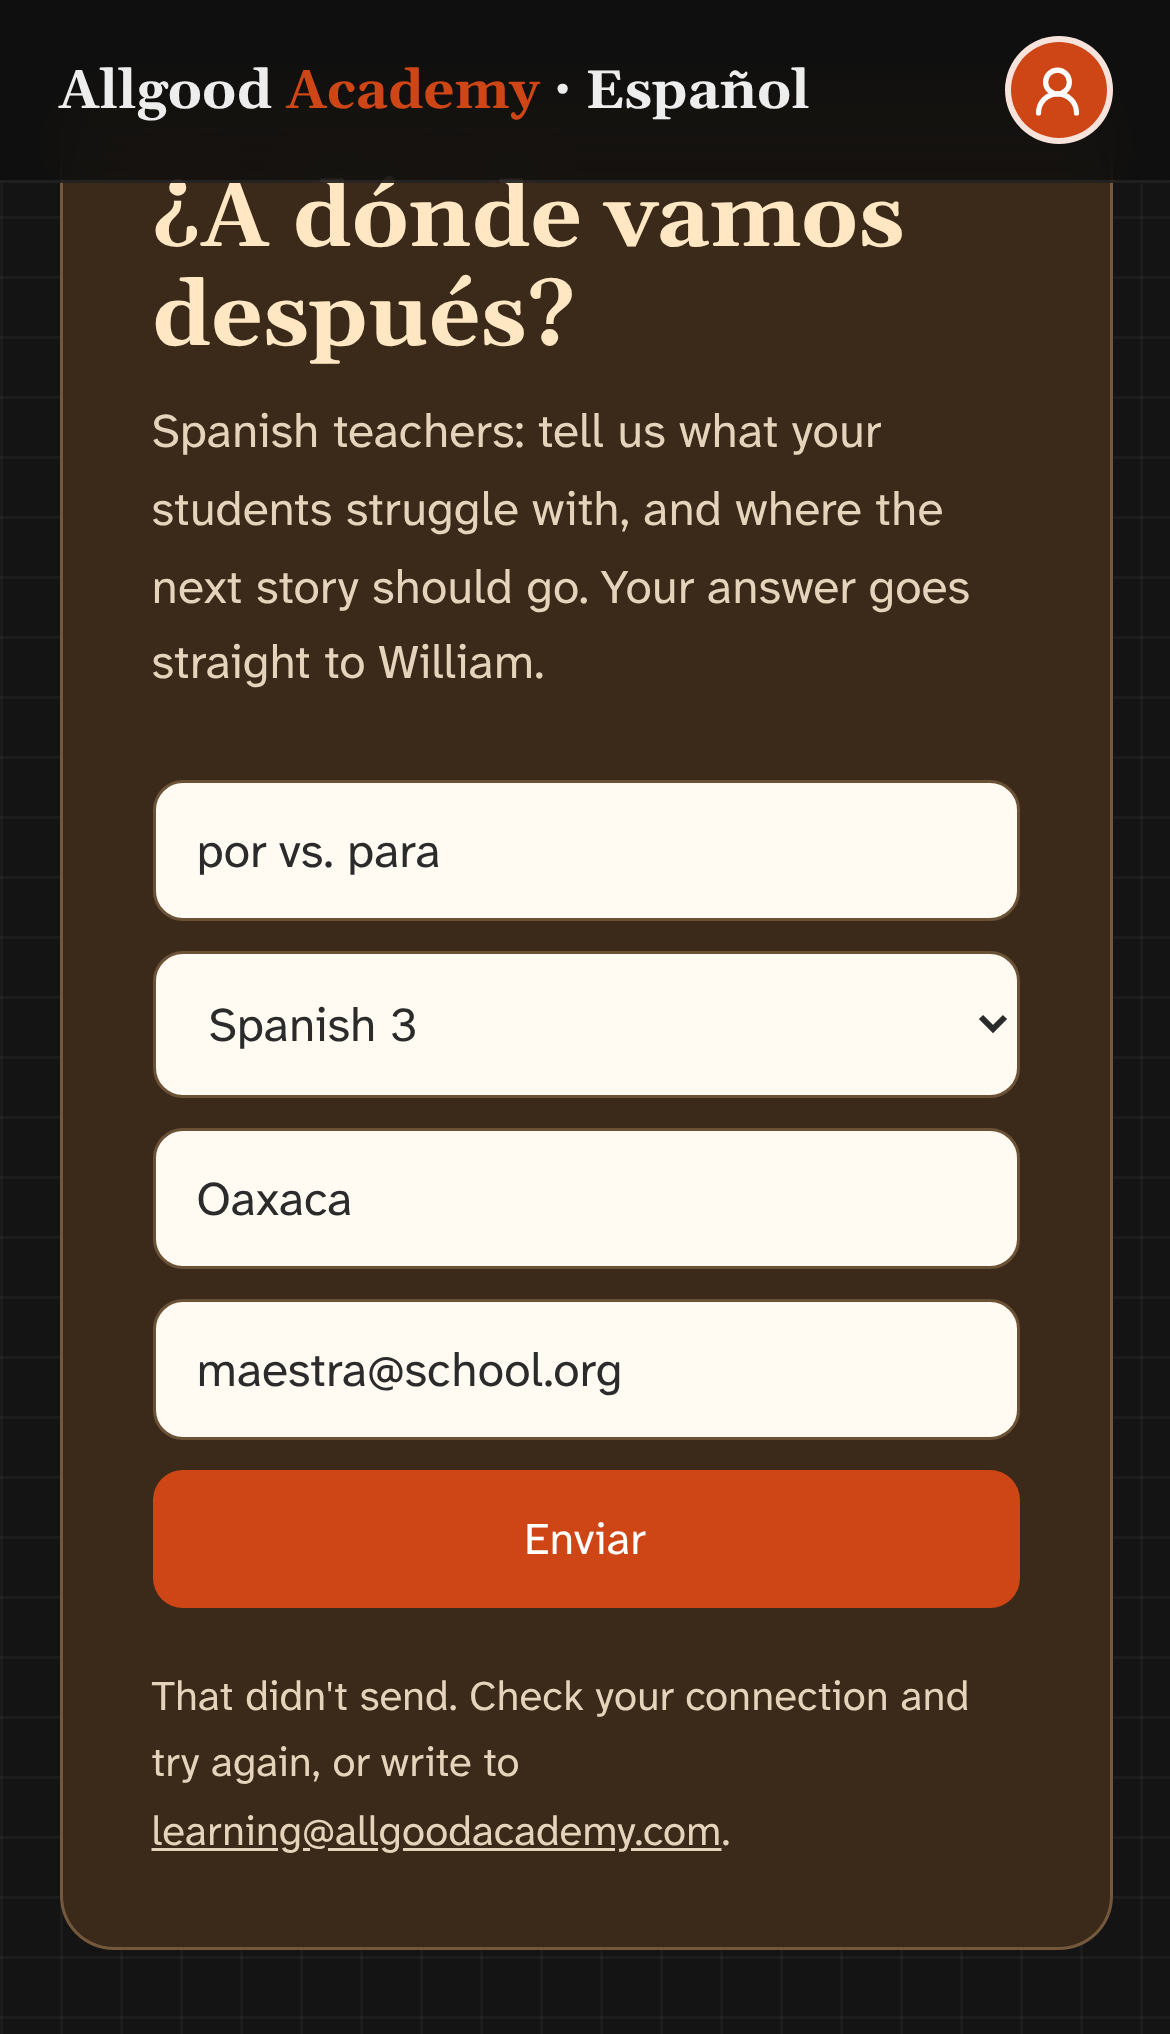 Allgood Academy · Español
¿A dónde vamos
después?
Spanish teachers: tell us what your
students struggle with, and where the
next story should go. Your answer goes
straight to William.
por vs. para
Spanish 3
Oaxaca
maestra@school.org
Enviar
That didn't send. Check your connection and
try again, or write to
learning@allgoodacademy.com.